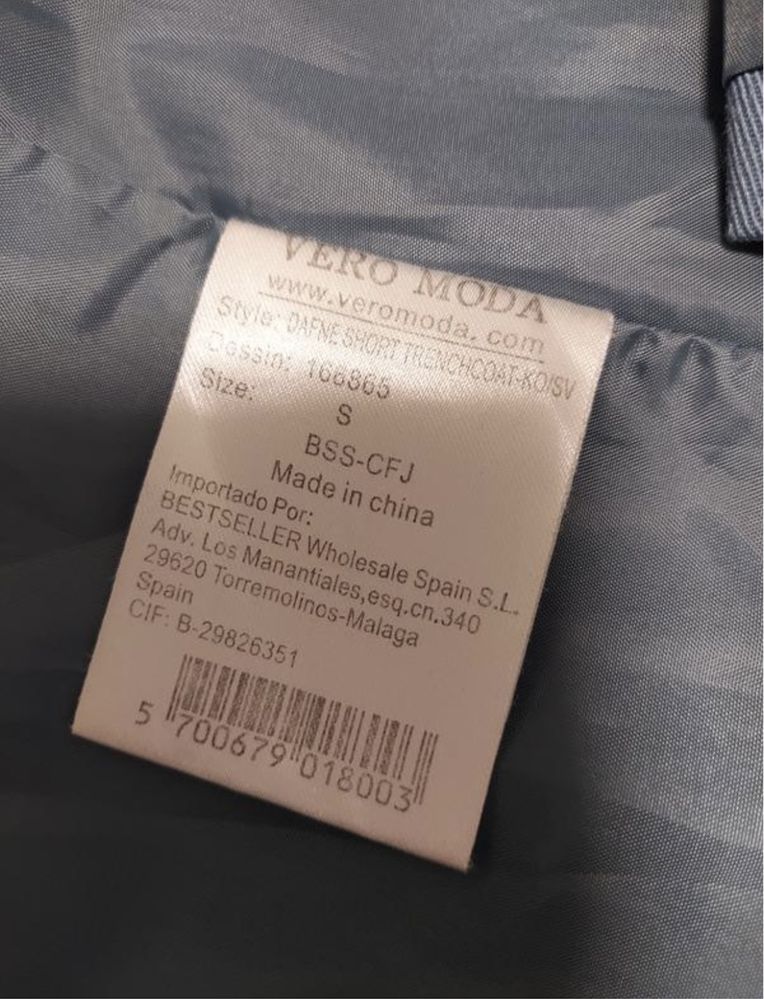 VERO MODA
www.veromoda.com
Style: DAFNE SHORT TRENCHCOAT-KO/SV
Dessin: 166865
Size: S
BSS-CFJ
Made in china
Importado Por:
BESTSELLER Wholesale Spain S.L.
Adv. Los Manantiales,esq.cn.340
29620 Torremolinos-Malaga
Spain
CIF: B-29826351
5 700679 018003